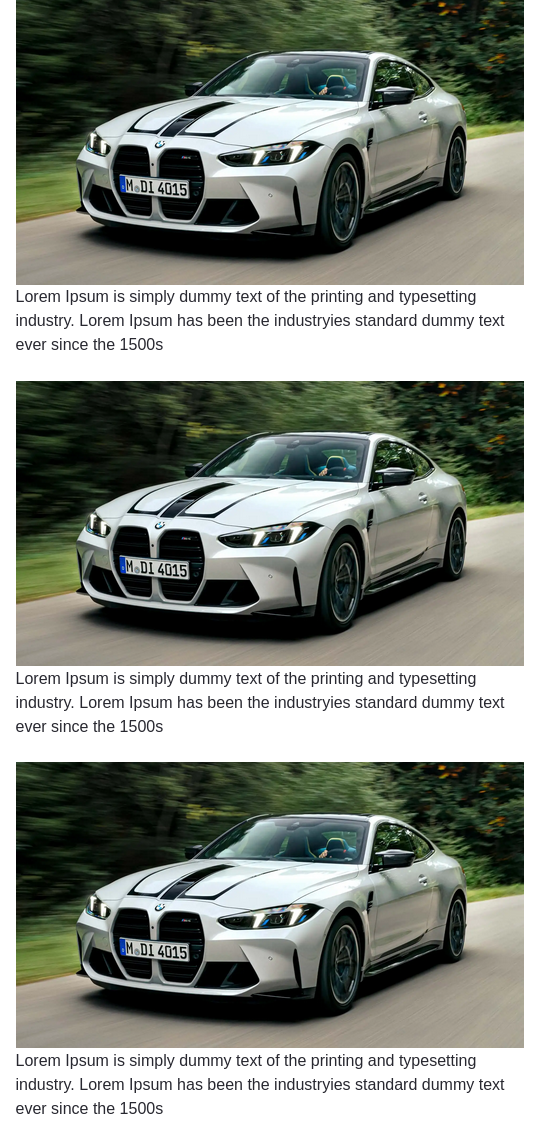 M DI 4015
Lorem Ipsum is simply dummy text of the printing and typesetting
industry. Lorem Ipsum has been the industryies standard dummy text
ever since the 1500s
M DI 4015
Lorem Ipsum is simply dummy text of the printing and typesetting
industry. Lorem Ipsum has been the industryies standard dummy text
ever since the 1500s
M DI 4015
Lorem Ipsum is simply dummy text of the printing and typesetting
industry. Lorem Ipsum has been the industryies standard dummy text
ever since the 1500s